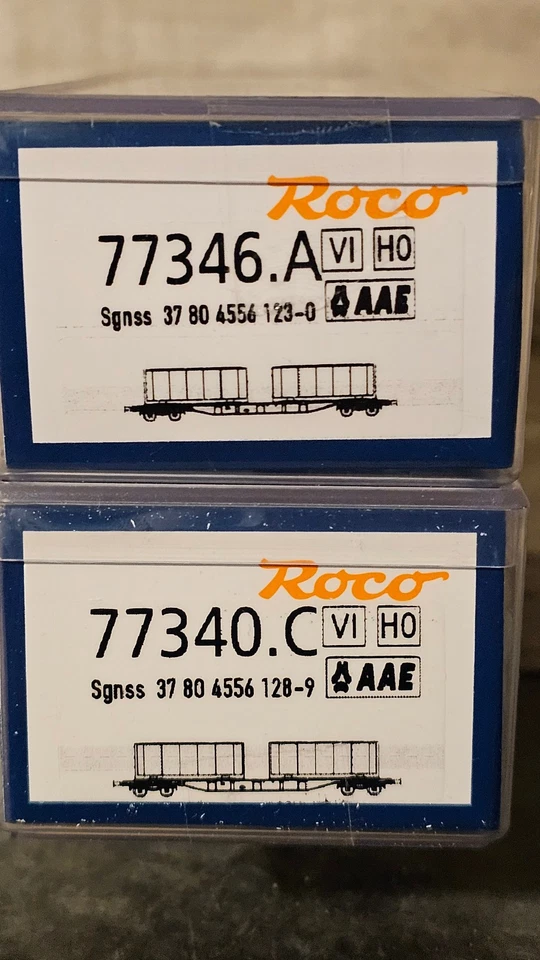 Roco
77346.A VI H0
Sgnss 37 80 4556 123-0 AAE
Roco
77340.C VI H0
Sgnss 37 80 4556 128-9 AAE